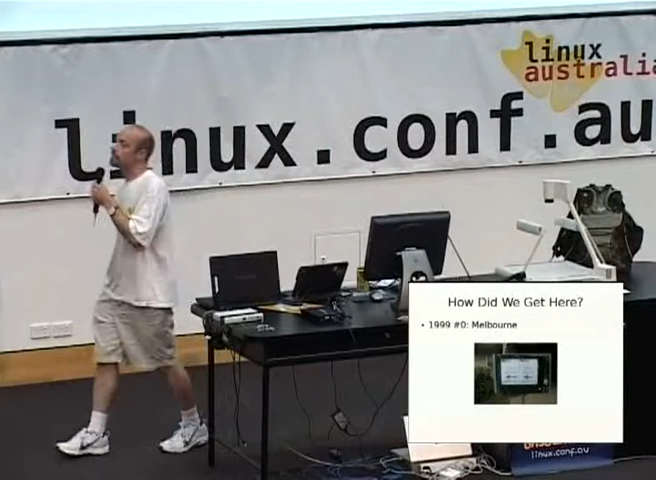 linux
australia
linux.conf.au
How Did We Get Here?
• 1999 #0: Melbourne
linux.conf.au